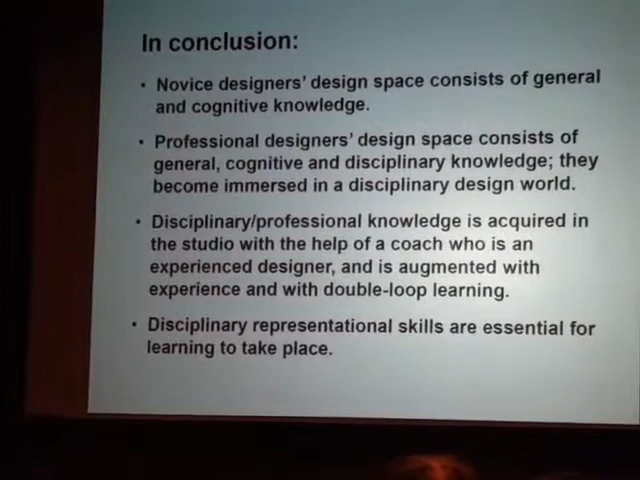 In conclusion:
• Novice designers' design space consists of general
and cognitive knowledge.
• Professional designers' design space consists of
general, cognitive and disciplinary knowledge; they
become immersed in a disciplinary design world.
• Disciplinary/professional knowledge is acquired in
the studio with the help of a coach who is an
experienced designer, and is augmented with
experience and with double-loop learning.
• Disciplinary representational skills are essential for
learning to take place.